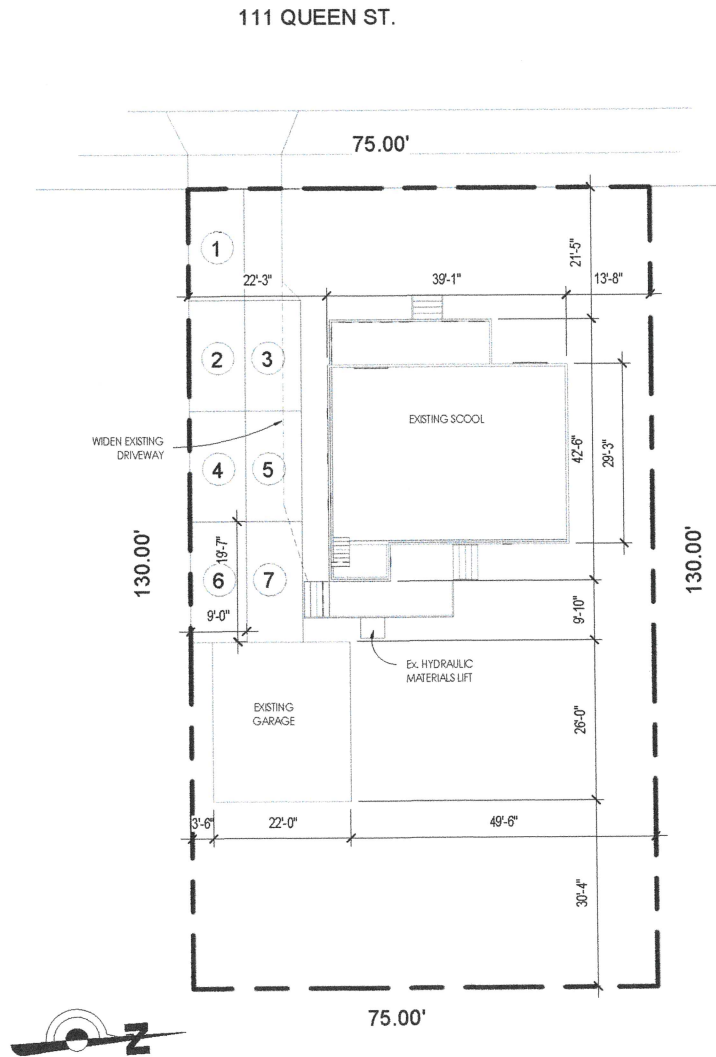 111 QUEEN ST.
75.00'
1
21'-5"
22'-3"
39'-1"
13'-8"
2
3
EXISTING SCOOL
WIDEN EXISTING
DRIVEWAY
42'-6"
29'-3"
4
5
130.00'
19'-7"
130.00'
6
7
9'-0"
9'-10"
Ex. HYDRAULIC
MATERIALS LIFT
EXISTING
GARAGE
26'-0"
3'-6"
22'-0"
49'-6"
30'-4"
75.00'
N